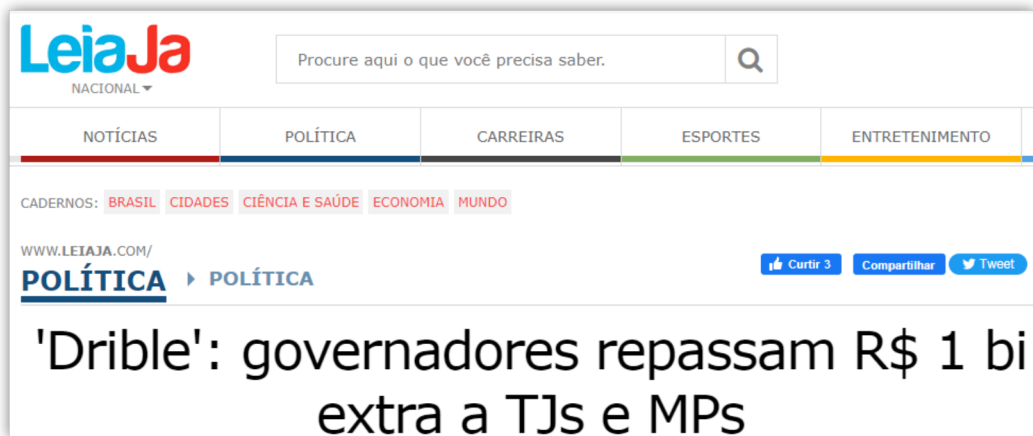 LeiaJa
NACIONAL
Procure aqui o que você precisa saber.
NOTÍCIAS POLÍTICA CARREIRAS ESPORTES ENTRETENIMENTO
CADERNOS: BRASIL CIDADES CIÊNCIA E SAÚDE ECONOMIA MUNDO
WWW.LEIAJA.COM/
POLÍTICA POLÍTICA
Curtir 3 Compartilhar Tweet
'Drible': governadores repassam R$ 1 bi
extra a TJs e MPs